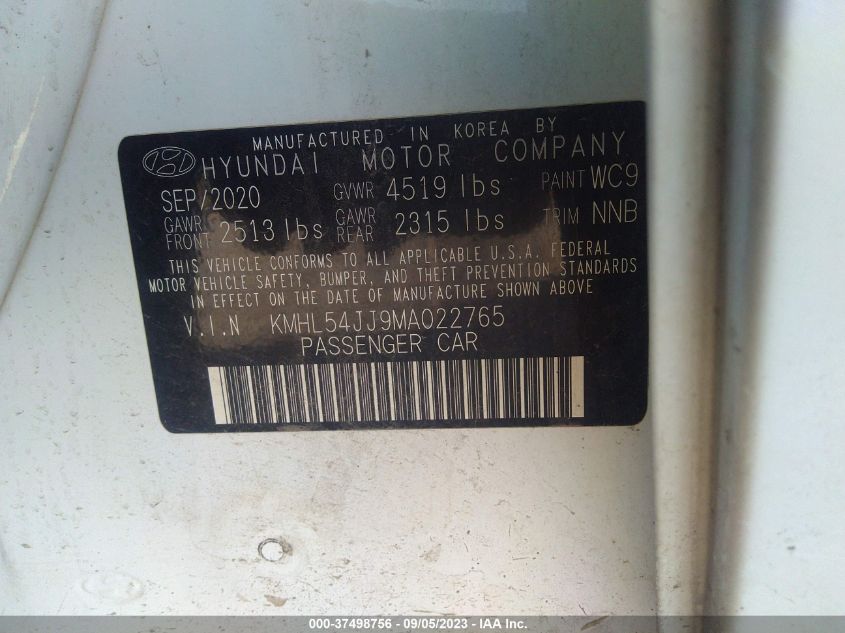 MANUFACTURED IN KOREA BY
HYUNDAI MOTOR COMPANY
SEP/2020 GVWR 4519 lbs PAINT WC9
GAWR FRONT 2513 lbs GAWR REAR 2315 lbs TRIM NNB
THIS VEHICLE CONFORMS TO ALL APPLICABLE U.S.A. FEDERAL
MOTOR VEHICLE SAFETY, BUMPER, AND THEFT PREVENTION STANDARDS
IN EFFECT ON THE DATE OF MANUFACTURE SHOWN ABOVE
V.I.N KMHL54JJ9MA022765
PASSENGER CAR
000-37498756 - 09/05/2023 - IAA Inc.